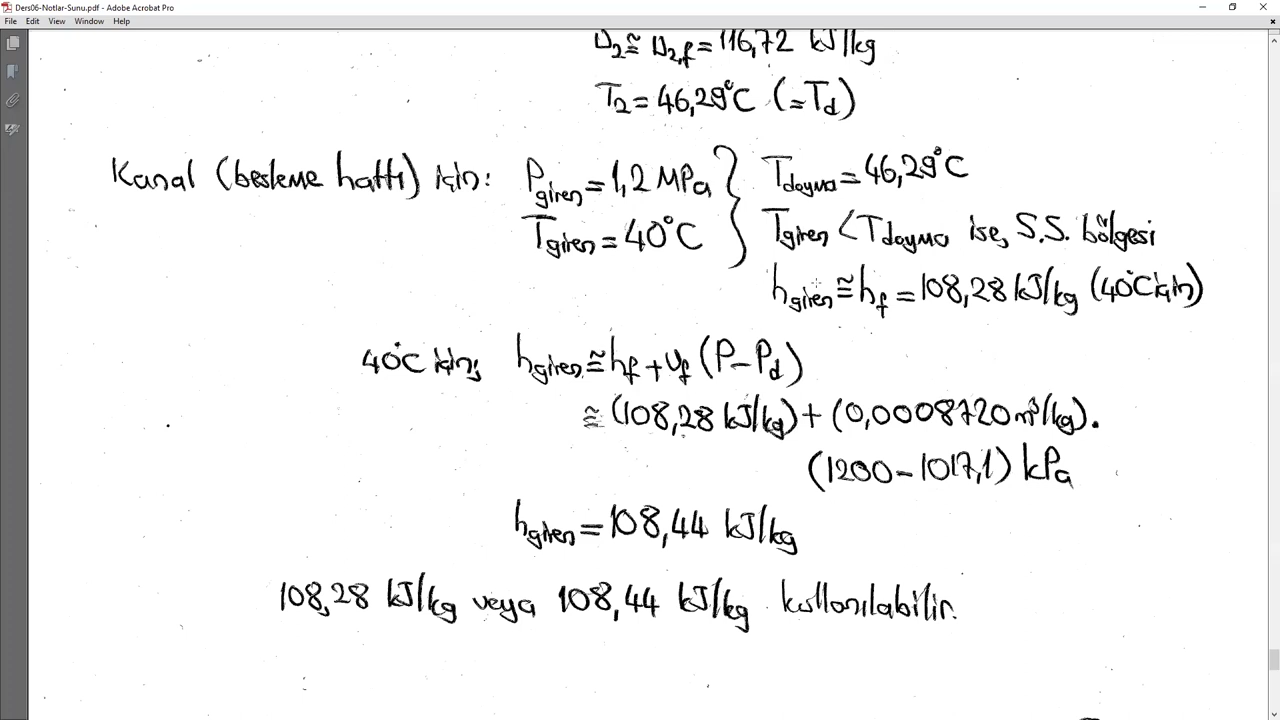 Ders06-Notlar-Sunu.pdf - Adobe Acrobat Pro
File Edit View Window Help
U₂ ≅ U₂,f = 116,72 kJ/kg
T₂ = 46,29°C (=Td)
Kanal (besleme hattı) için: Pgiren = 1,2 MPa } Tdoyma = 46,29°C
Tgiren = 40°C } Tgiren < Tdoyma ise, S.S. bölgesi
hgiren ≅ hf = 108,28 kJ/kg (40°C için)
40°C için; hgiren ≅ hf + υf (P - Pd)
≅ (108,28 kJ/kg) + (0,0008720 m³/kg).
(1200 - 1017,1) kPa
hgiren = 108,44 kJ/kg
108,28 kJ/kg veya 108,44 kJ/kg kullanılabilir.